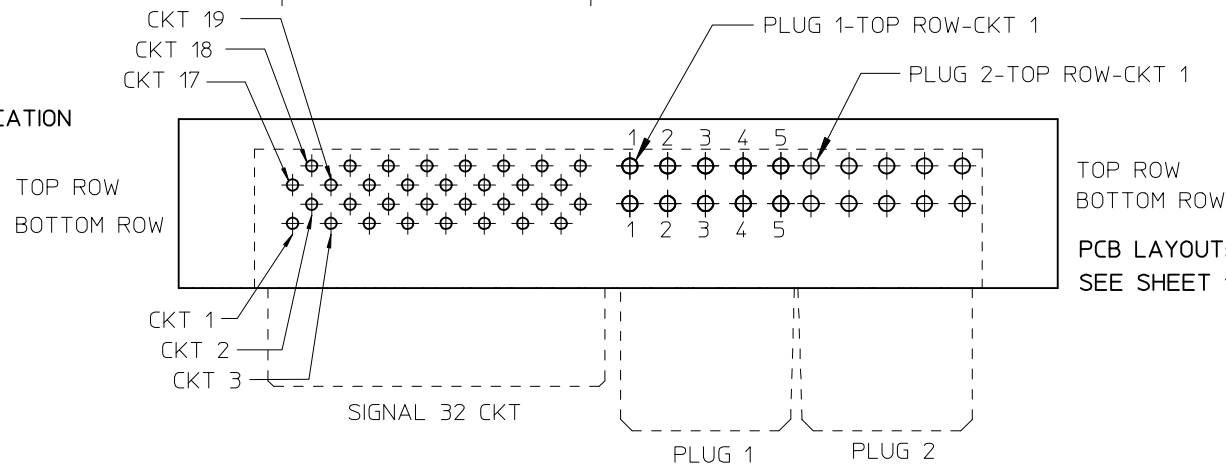 CKT 19
PLUG 1-TOP ROW-CKT 1
CKT 18
PLUG 2-TOP ROW-CKT 1
CKT 17
CATION
1 2 3 4 5
TOP ROW
TOP ROW
BOTTOM ROW
BOTTOM ROW
1 2 3 4 5
PCB LAYOUT:
SEE SHEET
CKT 1
CKT 2
CKT 3
SIGNAL 32 CKT
PLUG 1
PLUG 2